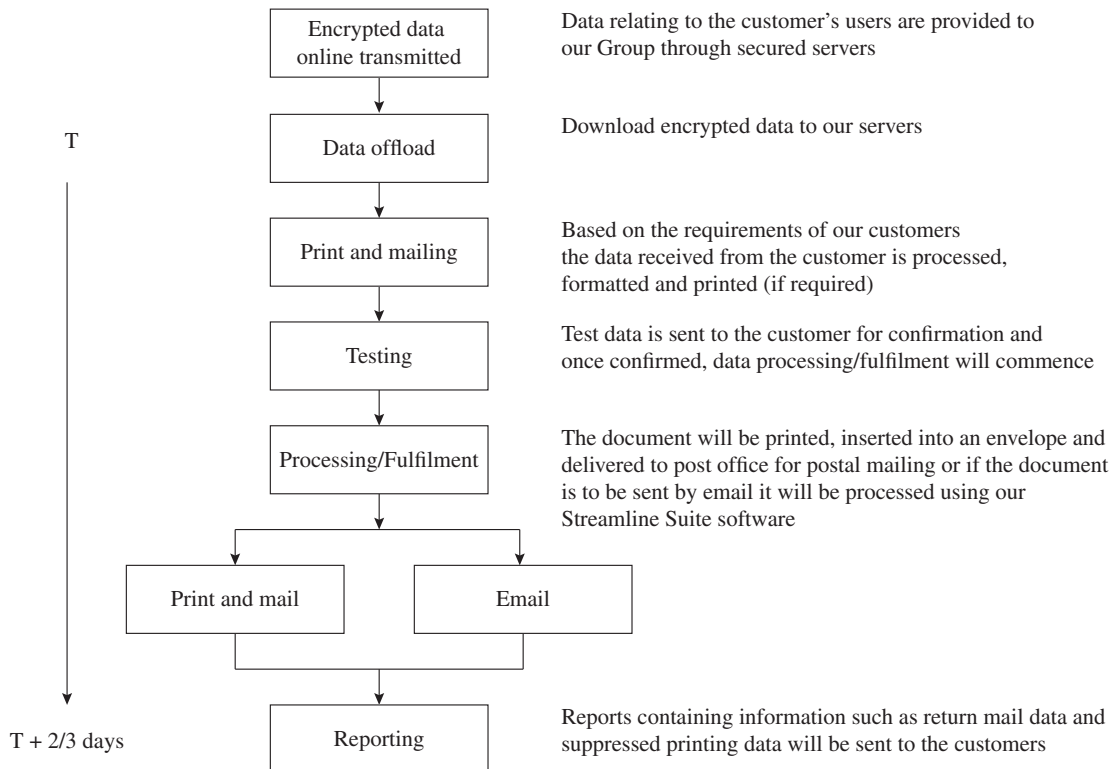 Encrypted data
online transmitted
Data relating to the customer's users are provided to
our Group through secured servers
T
Data offload
Download encrypted data to our servers
Print and mailing
Based on the requirements of our customers
the data received from the customer is processed,
formatted and printed (if required)
Testing
Test data is sent to the customer for confirmation and
once confirmed, data processing/fulfilment will commence
Processing/Fulfilment
The document will be printed, inserted into an envelope and
delivered to post office for postal mailing or if the document
is to be sent by email it will be processed using our
Streamline Suite software
Print and mail
Email
T + 2/3 days
Reporting
Reports containing information such as return mail data and
suppressed printing data will be sent to the customers